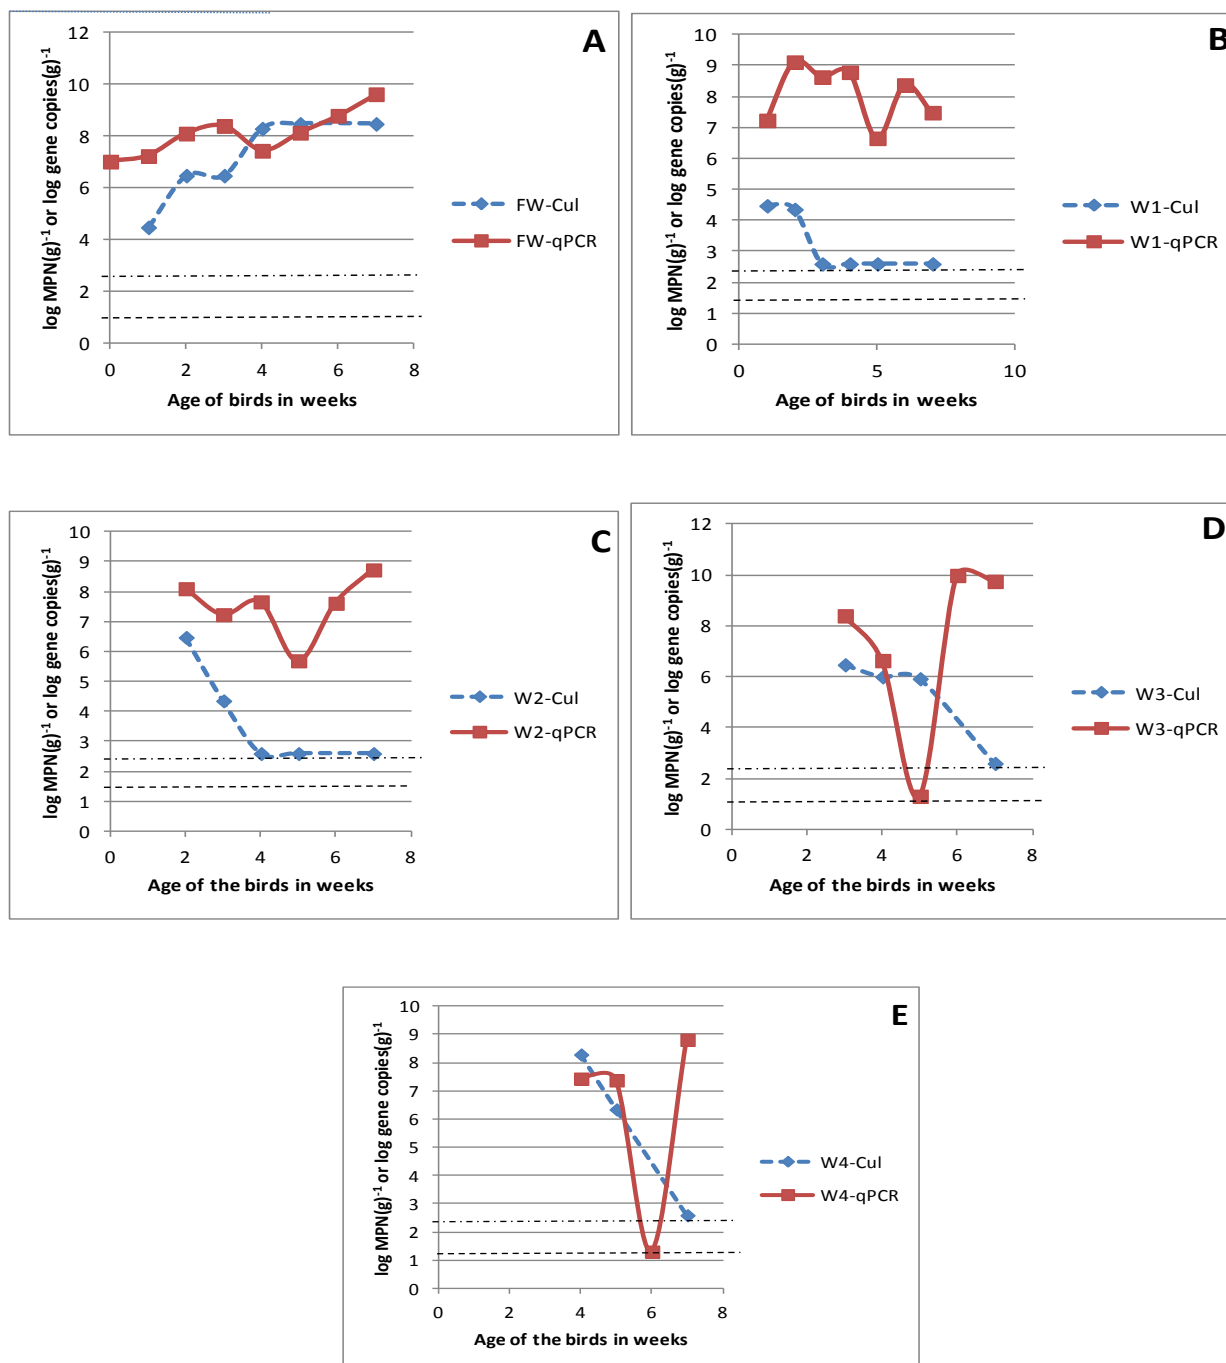 A
log MPN(g)-1 or log gene copies(g)-1
12
10
8
6
4
2
0
0 2 4 6 8
Age of birds in weeks
FW-Cul
FW-qPCR
B
log MPN(g)-1 or log gene copies(g)-1
10
9
8
7
6
5
4
3
2
1
0
0 5 10
Age of birds in weeks
W1-Cul
W1-qPCR
C
log MPN(g)-1 or log gene copies(g)-1
10
9
8
7
6
5
4
3
2
1
0
0 2 4 6 8
Age of the birds in weeks
W2-Cul
W2-qPCR
D
log MPN(g)-1 or log gene copies(g)-1
12
10
8
6
4
2
0
0 2 4 6 8
Age of the birds in weeks
W3-Cul
W3-qPCR
E
log MPN(g)-1 or log gene copies(g)-1
10
9
8
7
6
5
4
3
2
1
0
0 2 4 6 8
Age of the birds in weeks
W4-Cul
W4-qPCR